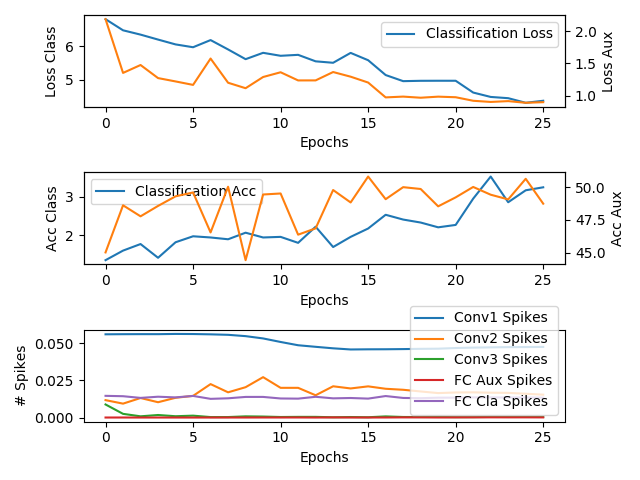 Classification Loss
Loss Class
6
5
2.0
1.5
1.0
Loss Aux
0 5 10 15 20 25
Epochs
Classification Acc
Acc Class
3
2
50.0
47.5
45.0
Acc Aux
0 5 10 15 20 25
Epochs
Conv1 Spikes
Conv2 Spikes
Conv3 Spikes
FC Aux Spikes
FC Cla Spikes
# Spikes
0.050
0.025
0.000
0 5 10 15 20 25
Epochs